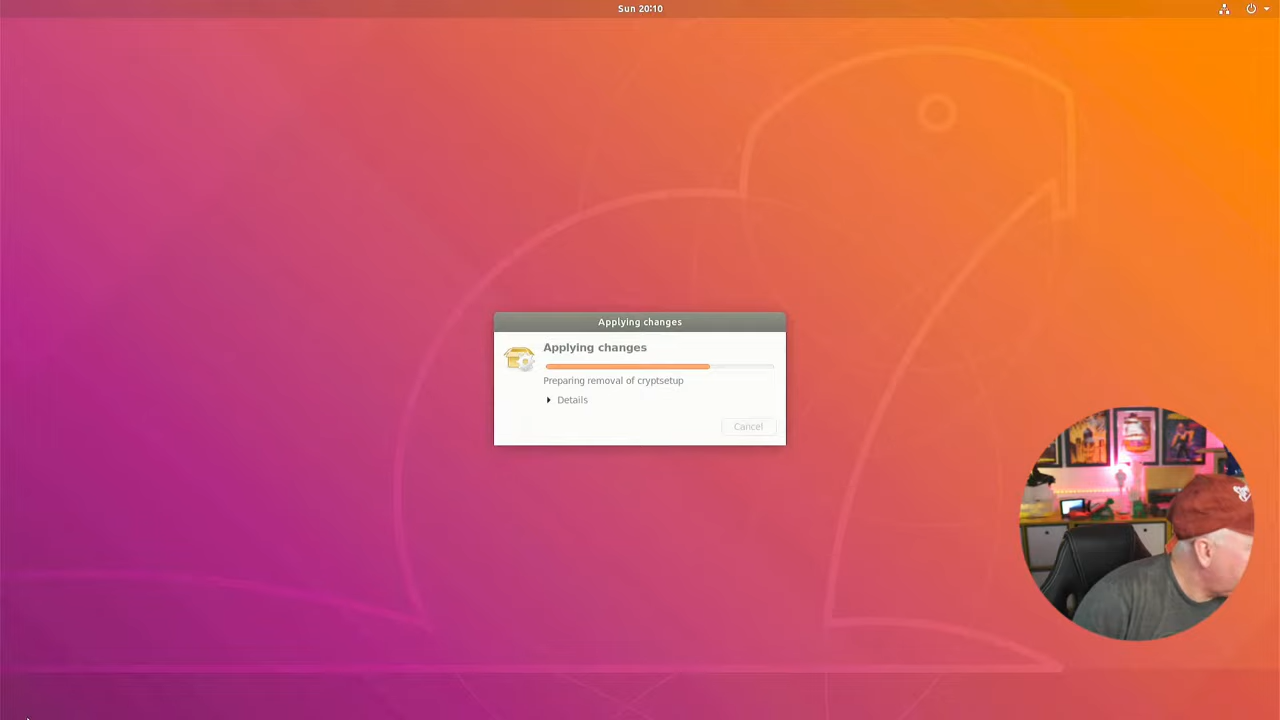 Sun 20:10
Applying changes
Applying changes
Preparing removal of cryptsetup
Details
Cancel